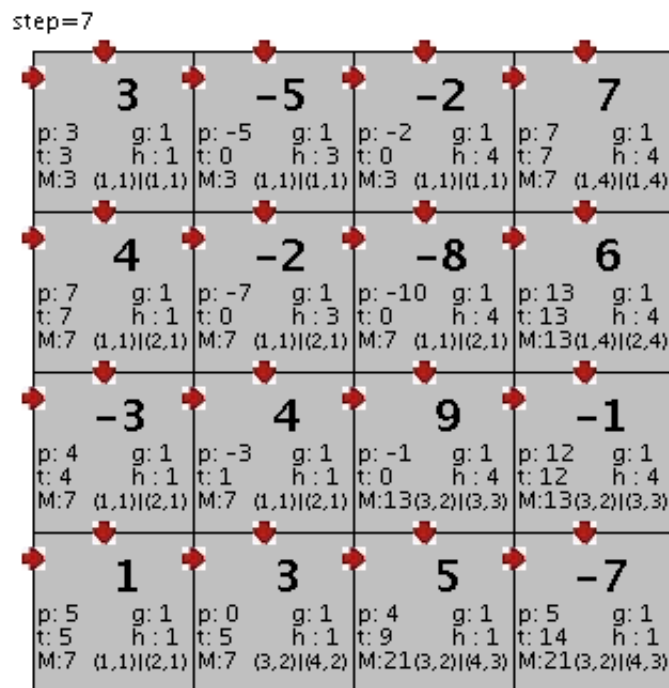 step=7
3 -5 -2 7
p: 3 g: 1 p: -5 g: 1 p: -2 g: 1 p: 7 g: 1
t: 3 h : 1 t: 0 h : 3 t: 0 h : 4 t: 7 h : 4
M:3 (1,1)|(1,1) M:3 (1,1)|(1,1) M:3 (1,1)|(1,1) M:7 (1,4)|(1,4)
4 -2 -8 6
p: 7 g: 1 p: -7 g: 1 p: -10 g: 1 p: 13 g: 1
t: 7 h : 1 t: 0 h : 3 t: 0 h : 4 t: 13 h : 4
M:7 (1,1)|(2,1) M:7 (1,1)|(2,1) M:7 (1,1)|(2,1) M:13(1,4)|(2,4)
-3 4 9 -1
p: 4 g: 1 p: -3 g: 1 p: -1 g: 1 p: 12 g: 1
t: 4 h : 1 t: 1 h : 1 t: 0 h : 4 t: 12 h : 4
M:7 (1,1)|(2,1) M:7 (1,1)|(2,1) M:13(3,2)|(3,3) M:13(3,2)|(3,3)
1 3 5 -7
p: 5 g: 1 p: 0 g: 1 p: 4 g: 1 p: 5 g: 1
t: 5 h : 1 t: 5 h : 1 t: 9 h : 1 t: 14 h : 1
M:7 (1,1)|(2,1) M:7 (3,2)|(4,2) M:21(3,2)|(4,3) M:21(3,2)|(4,3)